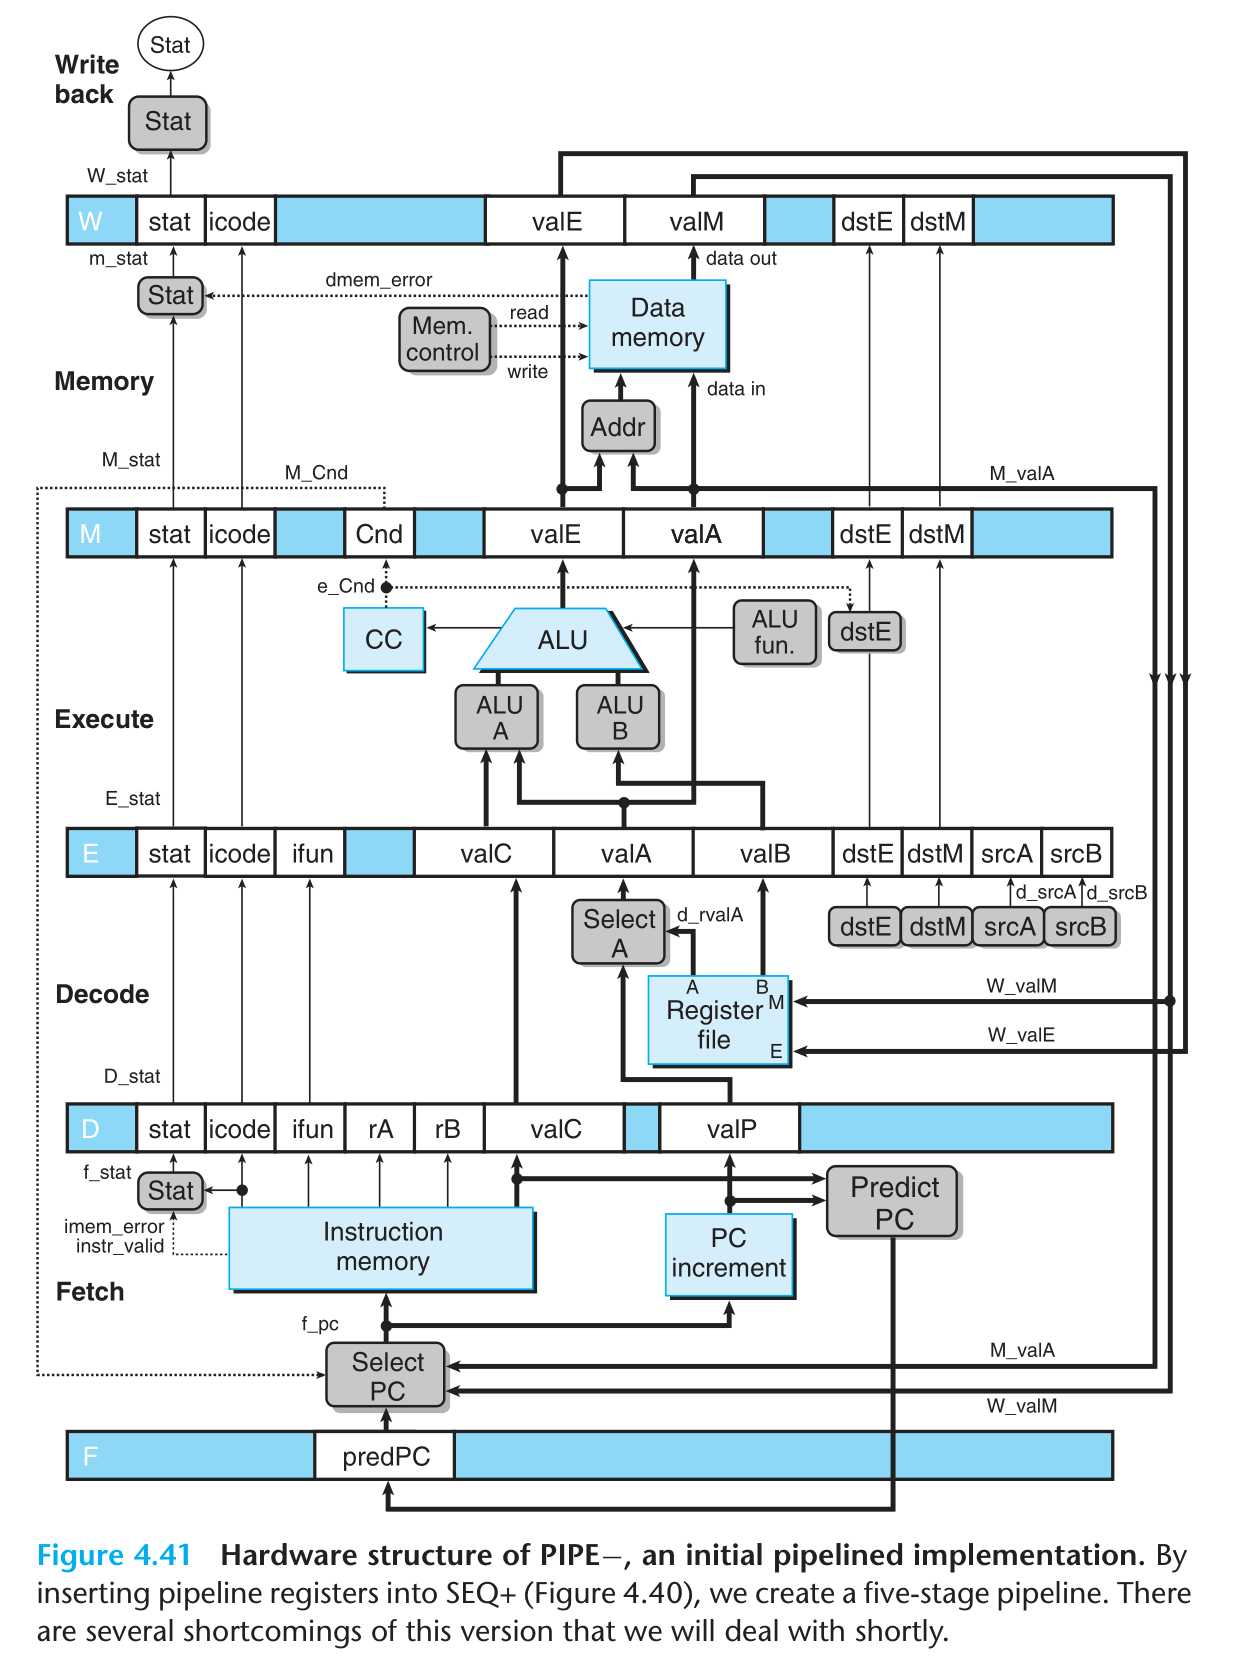 Stat
Write
back
Stat
W_stat
W stat icode valE valM dstE dstM
m_stat
data out
Stat
dmem_error
Data
memory
Mem.
control
read
write
Memory
data in
Addr
M_stat
M_Cnd
M_valA
M stat icode Cnd valE valA dstE dstM
e_Cnd
CC
ALU
ALU
fun.
dstE
ALU
A
ALU
B
Execute
E_stat
E stat icode ifun valC valA valB dstE dstM srcA srcB
d_srcA d_srcB
Select
A
d_rvalA
dstE dstM srcA srcB
Decode
A B
M
Register
file
E
W_valM
W_valE
D_stat
D stat icode ifun rA rB valC valP
f_stat
Stat
imem_error
instr_valid
Instruction
memory
PC
increment
Predict
PC
Fetch
f_pc
Select
PC
M_valA
W_valM
F predPC
Figure 4.41 Hardware structure of PIPE−, an initial pipelined implementation. By
inserting pipeline registers into SEQ+ (Figure 4.40), we create a five-stage pipeline. There
are several shortcomings of this version that we will deal with shortly.